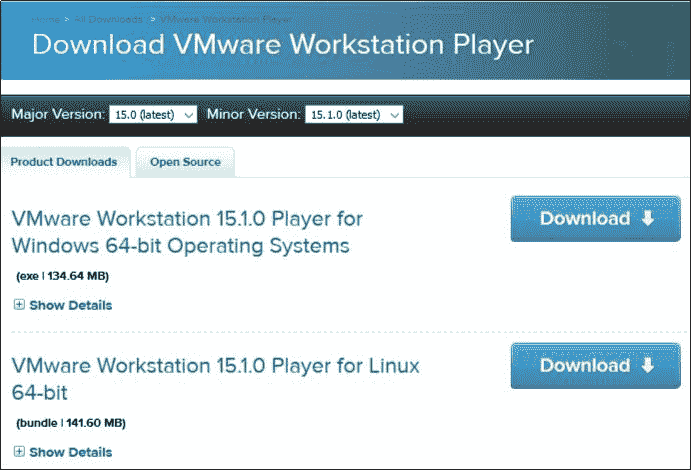 Home > All Downloads > VMware Workstation Player
Download VMware Workstation Player
Major Version: 15.0 (latest) Minor Version: 15.1.0 (latest)
Product Downloads Open Source
VMware Workstation 15.1.0 Player for
Windows 64-bit Operating Systems
Download
(exe | 134.64 MB)
Show Details
VMware Workstation 15.1.0 Player for Linux
64-bit
Download
(bundle | 141.60 MB)
Show Details